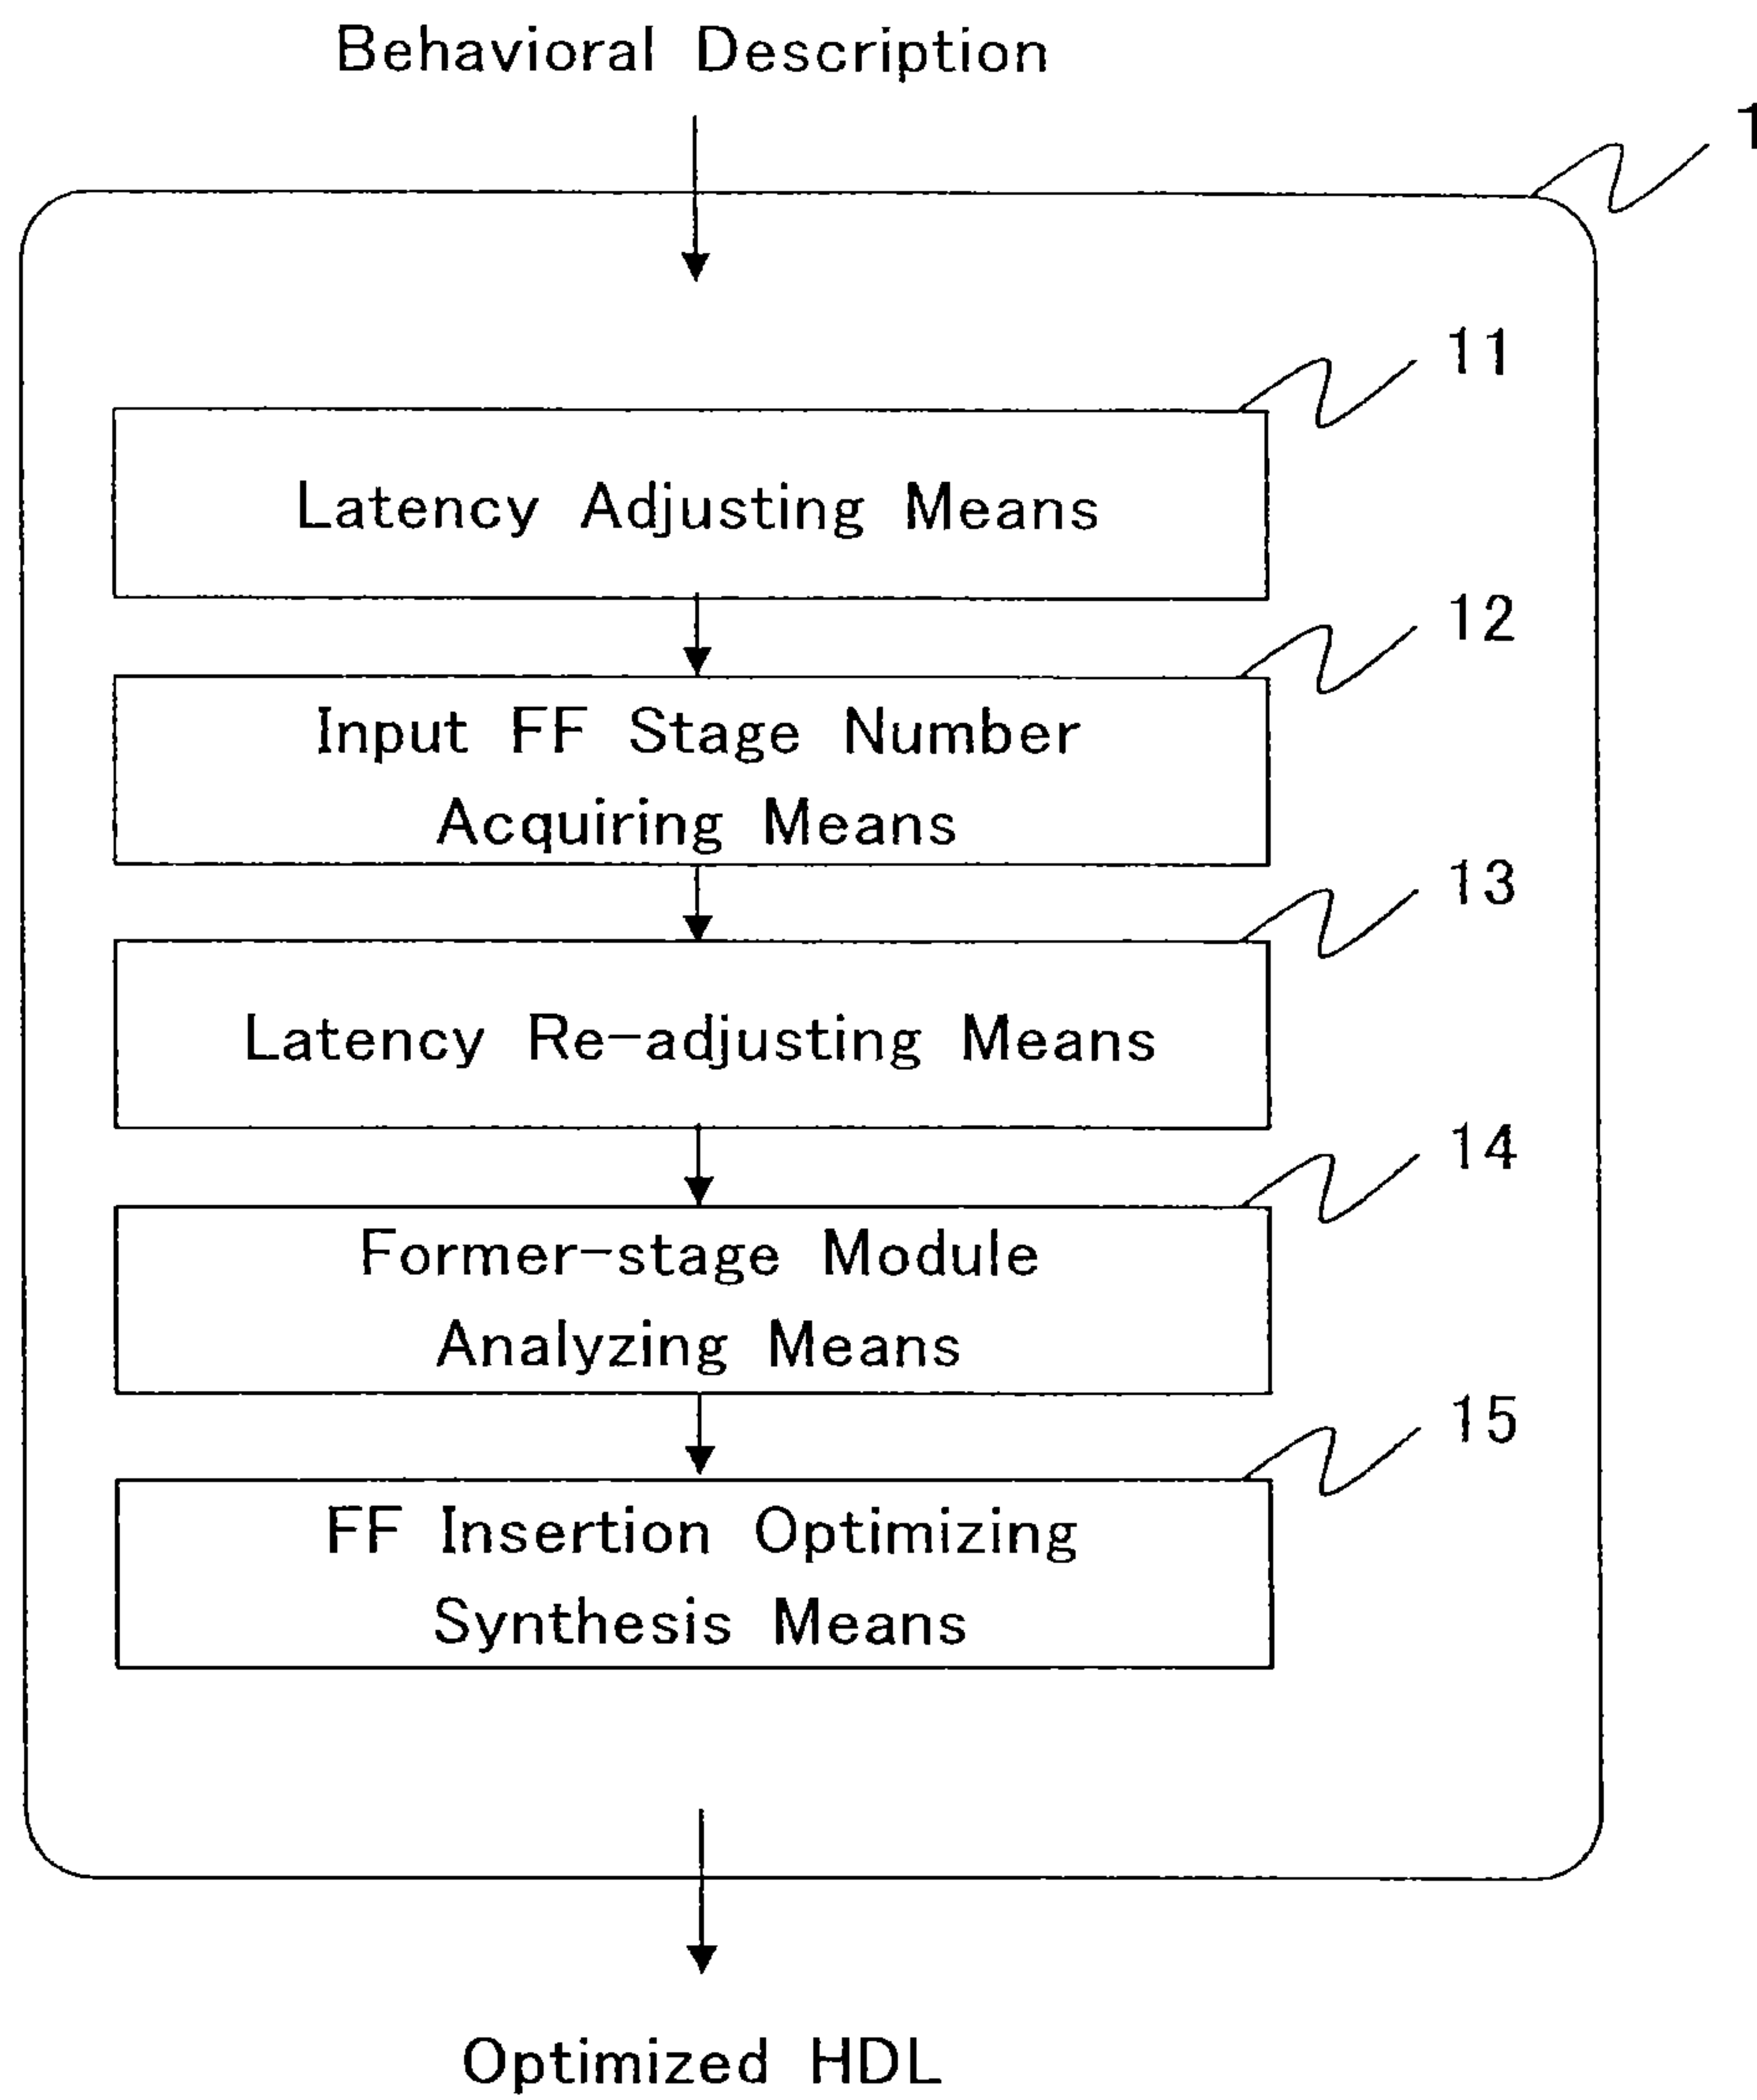 Behavioral Description
1
11
Latency Adjusting Means
12
Input FF Stage Number
Acquiring Means
13
Latency Re-adjusting Means
14
Former-stage Module
Analyzing Means
15
FF Insertion Optimizing
Synthesis Means
Optimized HDL